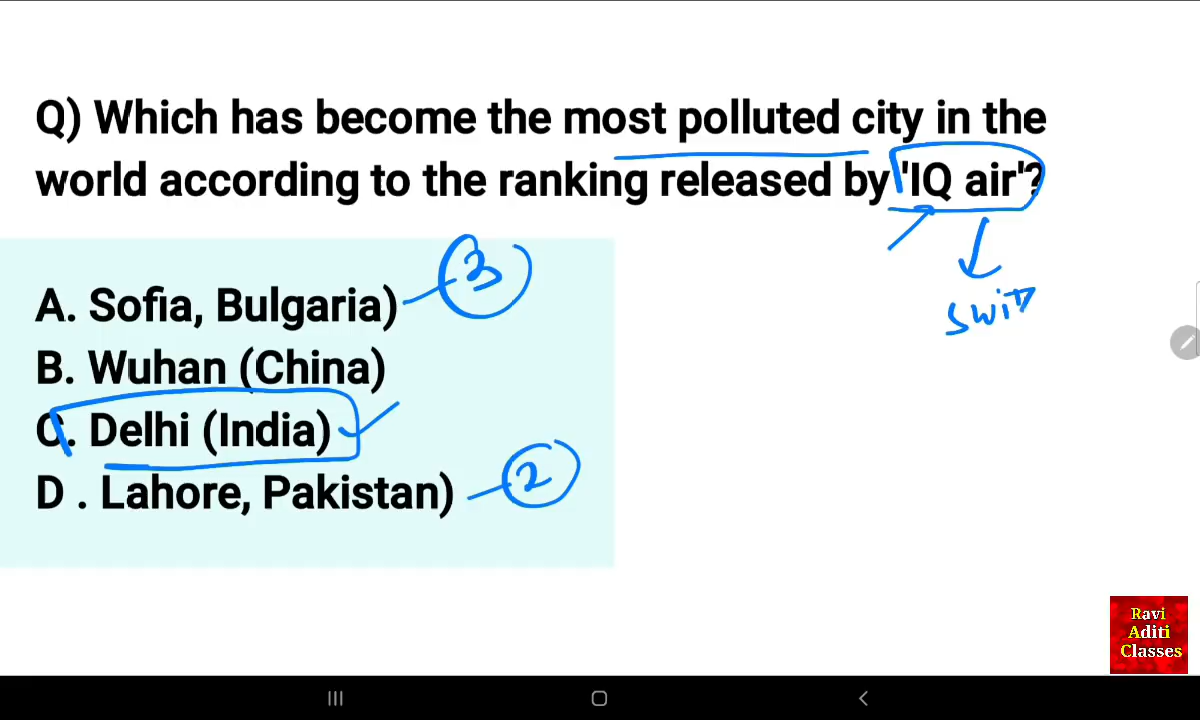 Q) Which has become the most polluted city in the
world according to the ranking released by 'IQ air'?
swit
A. Sofia, Bulgaria) 3
B. Wuhan (China)
C. Delhi (India)
D . Lahore, Pakistan) 2
Ravi
Aditi
Classes